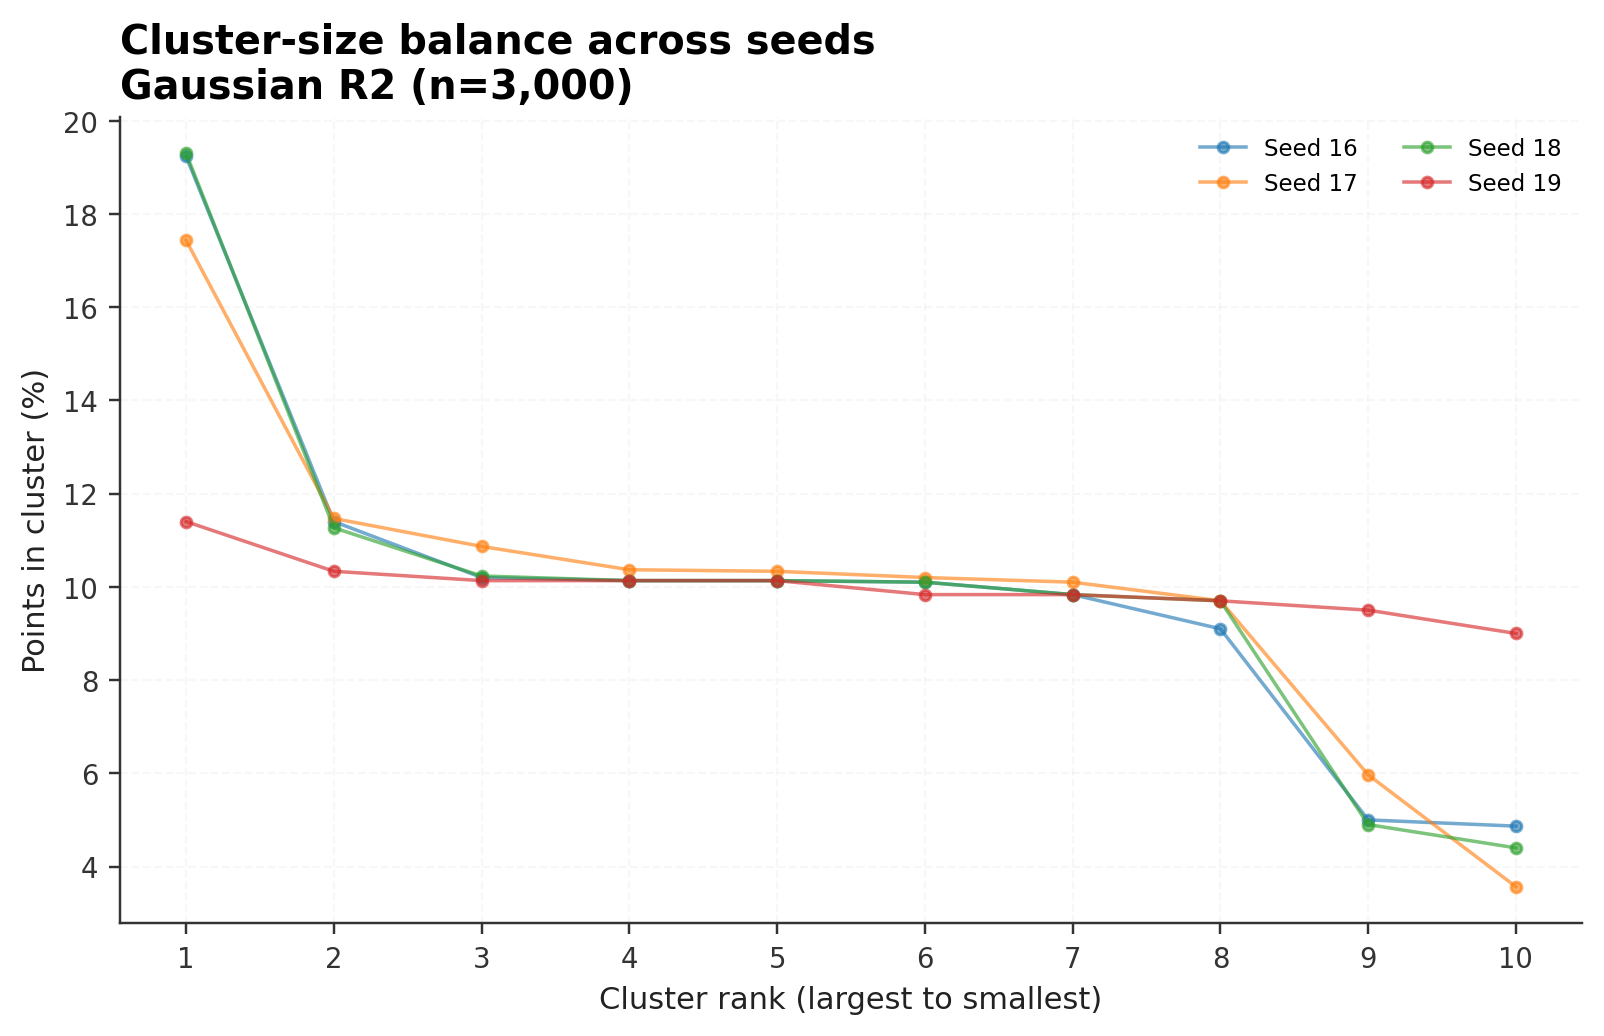 Cluster-size balance across seeds
Gaussian R2 (n=3,000)
Seed 16
Seed 17
Seed 18
Seed 19
Points in cluster (%)
20
18
16
14
12
10
8
6
4
1 2 3 4 5 6 7 8 9 10
Cluster rank (largest to smallest)